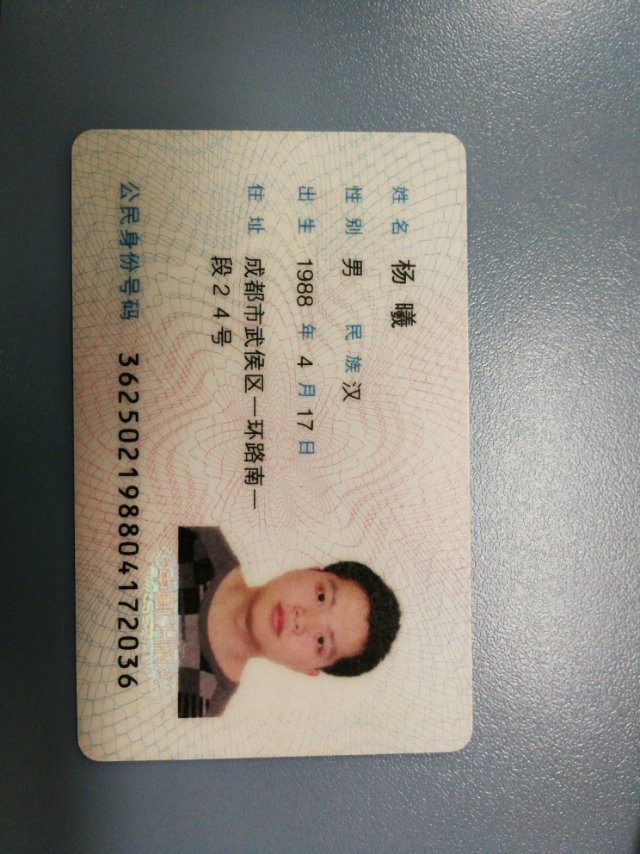 姓名 杨曦
性别 男 民族 汉
出生 1988 年 4 月 17 日
住址 成都市武侯区一环路南一
段24号
公民身份号码 362502198804172036